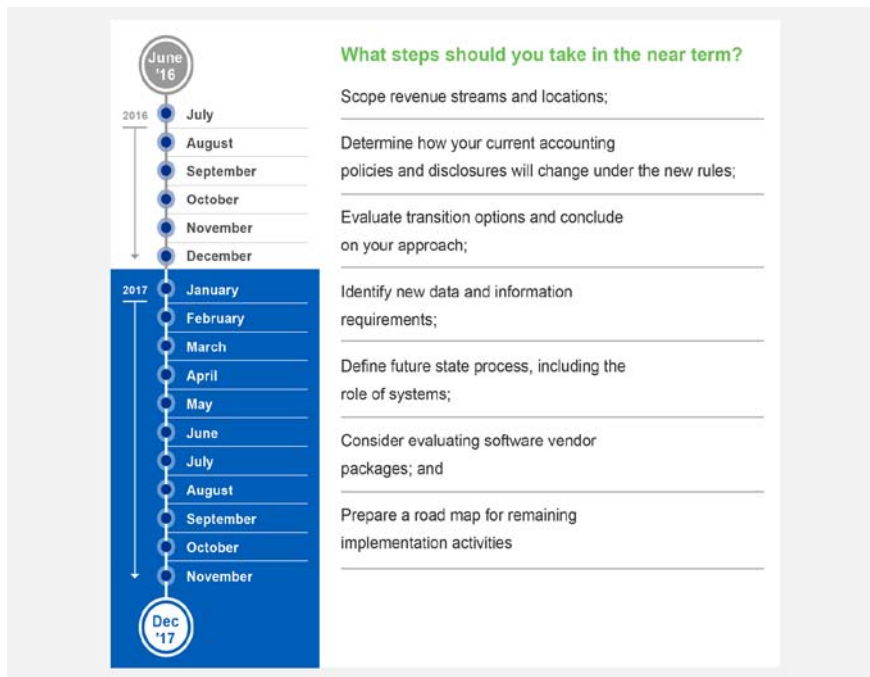 June
'16
2016
July
August
September
October
November
December
2017
January
February
March
April
May
June
July
August
September
October
November
Dec
'17
What steps should you take in the near term?
Scope revenue streams and locations;
Determine how your current accounting
policies and disclosures will change under the new rules;
Evaluate transition options and conclude
on your approach;
Identify new data and information
requirements;
Define future state process, including the
role of systems;
Consider evaluating software vendor
packages; and
Prepare a road map for remaining
implementation activities